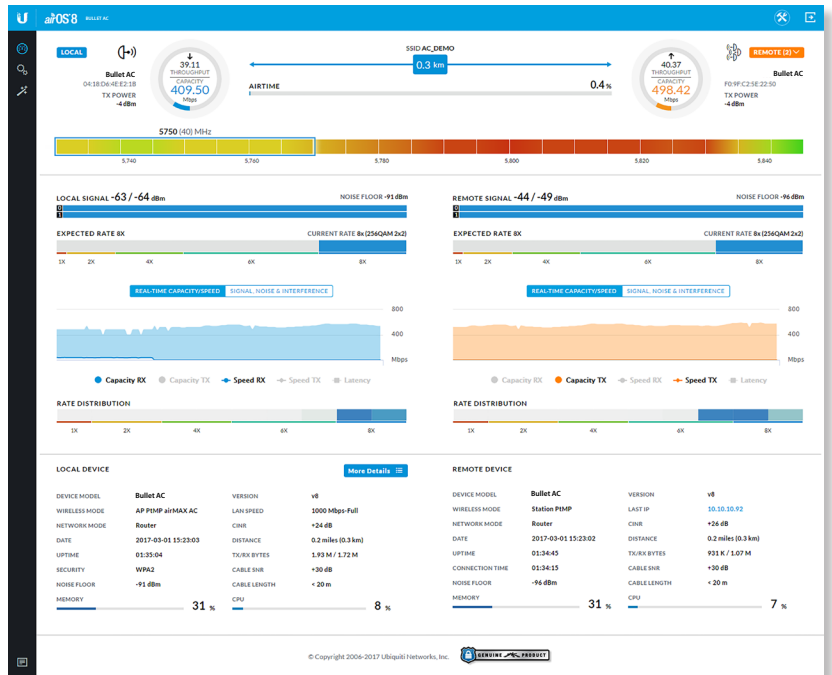 U airOS®8 BULLET AC
LOCAL
Bullet AC
04:18:D6:4E:E2:18
TX POWER
-4 dBm
39.11
THROUGHPUT
CAPACITY
409.50
Mbps
SSID AC_DEMO
0.3 km
AIRTIME 0.4 %
40.37
THROUGHPUT
CAPACITY
498.42
Mbps
REMOTE (2)
Bullet AC
F0:9F:C2:5E:22:50
TX POWER
-4 dBm
5750 (40) MHz
5,740 5,760 5,780 5,800 5,820 5,840
LOCAL SIGNAL -63 / -64 dBm NOISE FLOOR -91 dBm
0
1
EXPECTED RATE 8X CURRENT RATE 8x (256QAM 2x2)
1X 2X 4X 6X 8X
REAL-TIME CAPACITY/SPEED SIGNAL, NOISE & INTERFERENCE
800
400
Mbps
Capacity RX Capacity TX Speed RX Speed TX Latency
RATE DISTRIBUTION
1X 2X 4X 6X 8X
REMOTE SIGNAL -44 / -49 dBm NOISE FLOOR -96 dBm
0
1
EXPECTED RATE 8X CURRENT RATE 8x (256QAM 2x2)
1X 2X 4X 6X 8X
REAL-TIME CAPACITY/SPEED SIGNAL, NOISE & INTERFERENCE
800
400
Mbps
Capacity RX Capacity TX Speed RX Speed TX Latency
RATE DISTRIBUTION
1X 2X 4X 6X 8X
LOCAL DEVICE More Details
DEVICE MODEL Bullet AC VERSION v8
WIRELESS MODE AP PtMP airMAX AC LAN SPEED 1000 Mbps-Full
NETWORK MODE Router CINR +24 dB
DATE 2017-03-01 15:23:03 DISTANCE 0.2 miles (0.3 km)
UPTIME 01:35:04 TX/RX BYTES 1.93 M / 1.72 M
SECURITY WPA2 CABLE SNR +30 dB
NOISE FLOOR -91 dBm CABLE LENGTH < 20 m
MEMORY 31 % CPU 8 %
REMOTE DEVICE
DEVICE MODEL Bullet AC VERSION v8
WIRELESS MODE Station PtMP LAST IP 10.10.10.92
NETWORK MODE Router CINR +26 dB
DATE 2017-03-01 15:23:02 DISTANCE 0.2 miles (0.3 km)
UPTIME 01:34:45 TX/RX BYTES 931 K / 1.07 M
CONNECTION TIME 01:34:15 CABLE SNR +30 dB
NOISE FLOOR -96 dBm CABLE LENGTH < 20 m
MEMORY 31 % CPU 7 %
© Copyright 2006-2017 Ubiquiti Networks, Inc. GENUINE PRODUCT